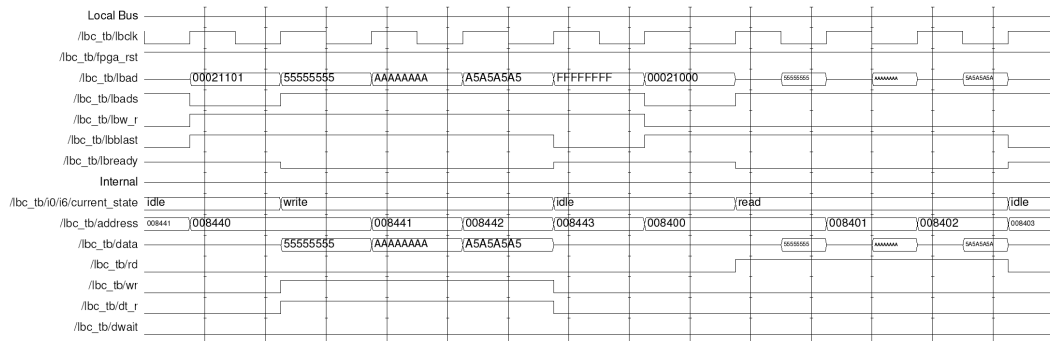 Local Bus
/lbc_tb/lbclk
/lbc_tb/fpga_rst
/lbc_tb/lbad 00021101 55555555 AAAAAAAA A5A5A5A5 FFFFFFFF 00021000 55555555 AAAAAAAA 5A5A5A5A
/lbc_tb/lbads
/lbc_tb/lbw_r
/lbc_tb/lbblast
/lbc_tb/lbready
Internal
/lbc_tb/i0/i6/current_state idle write idle read idle
/lbc_tb/address 008441 008440 008441 008442 008443 008400 008401 008402 008403
/lbc_tb/data 55555555 AAAAAAAA A5A5A5A5 55555555 AAAAAAAA 5A5A5A5A
/lbc_tb/rd
/lbc_tb/wr
/lbc_tb/dt_r
/lbc_tb/dwait